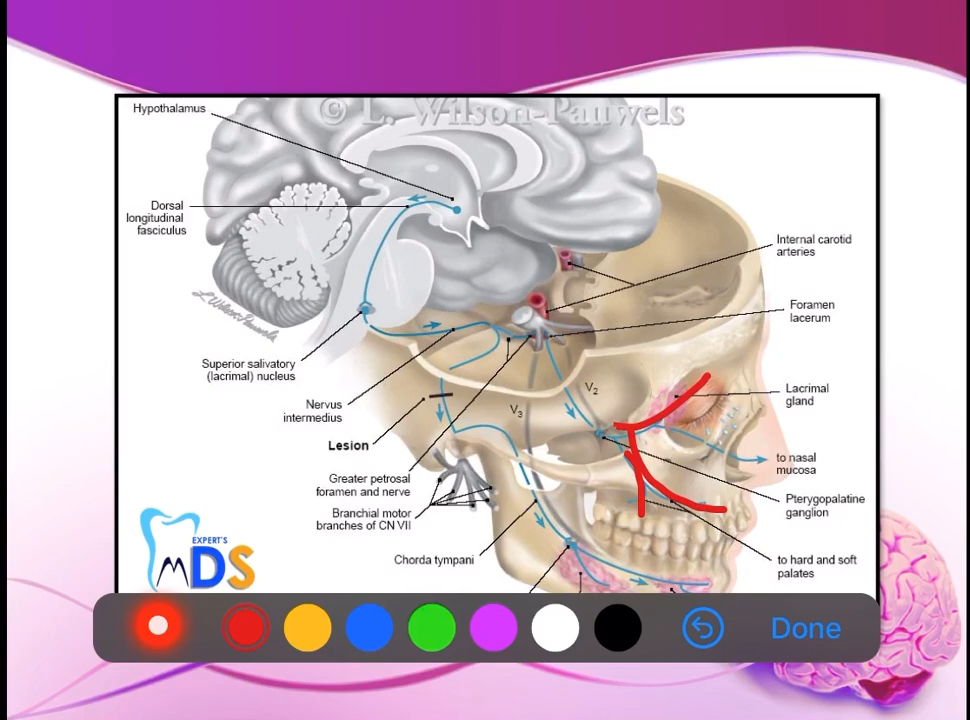 © L. Wilson-Pauwels
Hypothalamus
Dorsal
longitudinal
fasciculus
Internal carotid
arteries
Foramen
lacerum
L. Wilson-Pauwels
Superior salivatory
(lacrimal) nucleus
V2
Lacrimal
gland
Nervus
intermedius
V3
Lesion
to nasal
mucosa
Greater petrosal
foramen and nerve
Pterygopalatine
ganglion
Branchial motor
branches of CN VII
EXPERT'S
MDS
Chorda tympani
to hard and soft
palates
Done